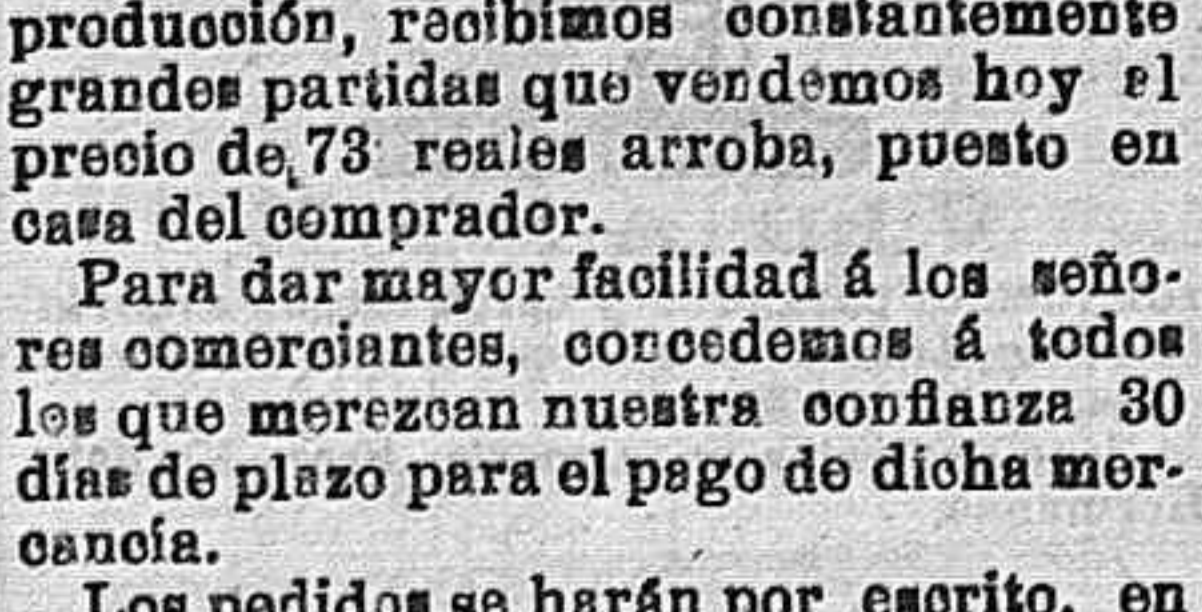 producción, recibimos constantemente
grandes partidas que vendemos hoy al
precio de 73 reales arroba, puesto en
casa del comprador.
Para dar mayor facilidad á los seño-
res comerciantes, concedemos á todos
los que merezcan nuestra confianza 30
días de plazo para el pago de dicha mer-
cancía.
Los pedidos se harán por escrito, en